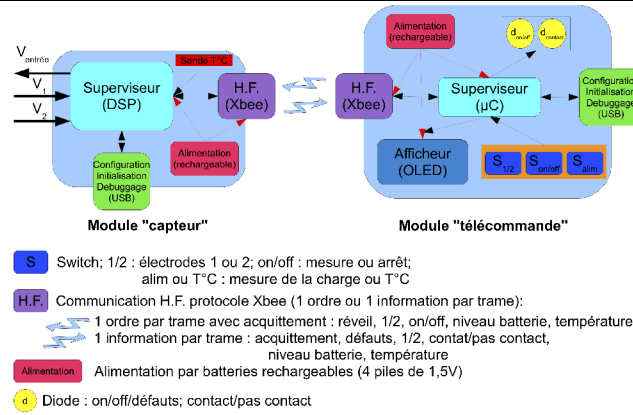 Ventrée
V1
V2
Superviseur
(DSP)
Sonde T°C
H.F.
(Xbee)
Alimentation
(rechargeable)
Configuration
Initialisation
Debuggage
(USB)
Module "capteur"
Alimentation
(rechargeable)
don/off
dcontact
H.F.
(Xbee)
Superviseur
(µC)
Configuration
Initialisation
Debuggage
(USB)
Afficheur
(OLED)
S1/2
Son/off
Salim
Module "télécommande"
S Switch; 1/2 : électrodes 1 ou 2; on/off : mesure ou arrêt;
alim ou T°C : mesure de la charge ou T°C
H.F. Communication H.F. protocole Xbee (1 ordre ou 1 information par trame):
1 ordre par trame avec acquittement : réveil, 1/2, on/off, niveau batterie, température
1 information par trame : acquittement, défauts, 1/2, contat/pas contact,
niveau batterie, température
Alimentation Alimentation par batteries rechargeables (4 piles de 1,5V)
d Diode : on/off/défauts; contact/pas contact